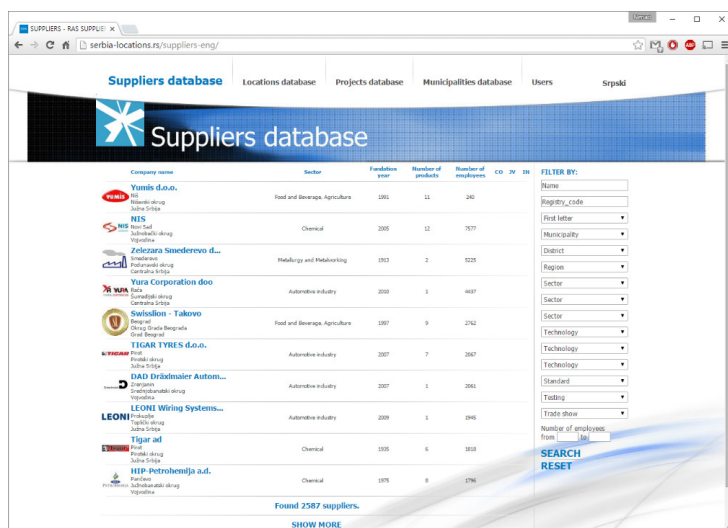 SUPPLIERS - RAS SUPPLIE
serbia-locations.rs/suppliers-eng/
Suppliers database
Locations database
Projects database
Municipalities database
Users
Srpski
Suppliers database
Company name Sector Fundation year Number of products Number of employees CO JV IN
Yumis d.o.o.
Niš
Nišavski okrug
Južna Srbija
Food and Beverage, Agriculture 1991 11 240
NIS
Novi Sad
Južnobački okrug
Vojvodina
Chemical 2005 12 7577
Zelezara Smederevo d...
Smederevo
Podunavski okrug
Centralna Srbija
Metallurgy and Metalworking 1913 2 5225
Yura Corporation doo
Rača
Šumadijski okrug
Centralna Srbija
Automotive industry 2010 1 4437
Swisslion - Takovo
Beograd
Okrug Grada Beograda
Grad Beograd
Food and Beverage, Agriculture 1997 9 2762
TIGAR TYRES d.o.o.
Pirot
Pirotski okrug
Južna Srbija
Automotive industry 2007 7 2067
DAD Dräxlmaier Autom...
Zrenjanin
Srednjobanatski okrug
Vojvodina
Automotive industry 2007 1 2061
LEONI
LEONI Wiring Systems...
Prokuplje
Toplički okrug
Južna Srbija
Automotive industry 2009 1 1945
Tigar ad
Pirot
Pirotski okrug
Južna Srbija
Chemical 1935 6 1818
HIP-Petrohemija a.d.
Pančevo
Južnobanatski okrug
Vojvodina
Chemical 1975 8 1796
Found 2587 suppliers.
SHOW MORE
FILTER BY:
Name
Registry_code
First letter
Municipality
District
Region
Sector
Sector
Sector
Technology
Technology
Technology
Standard
Testing
Trade show
Number of employees
from to
SEARCH
RESET